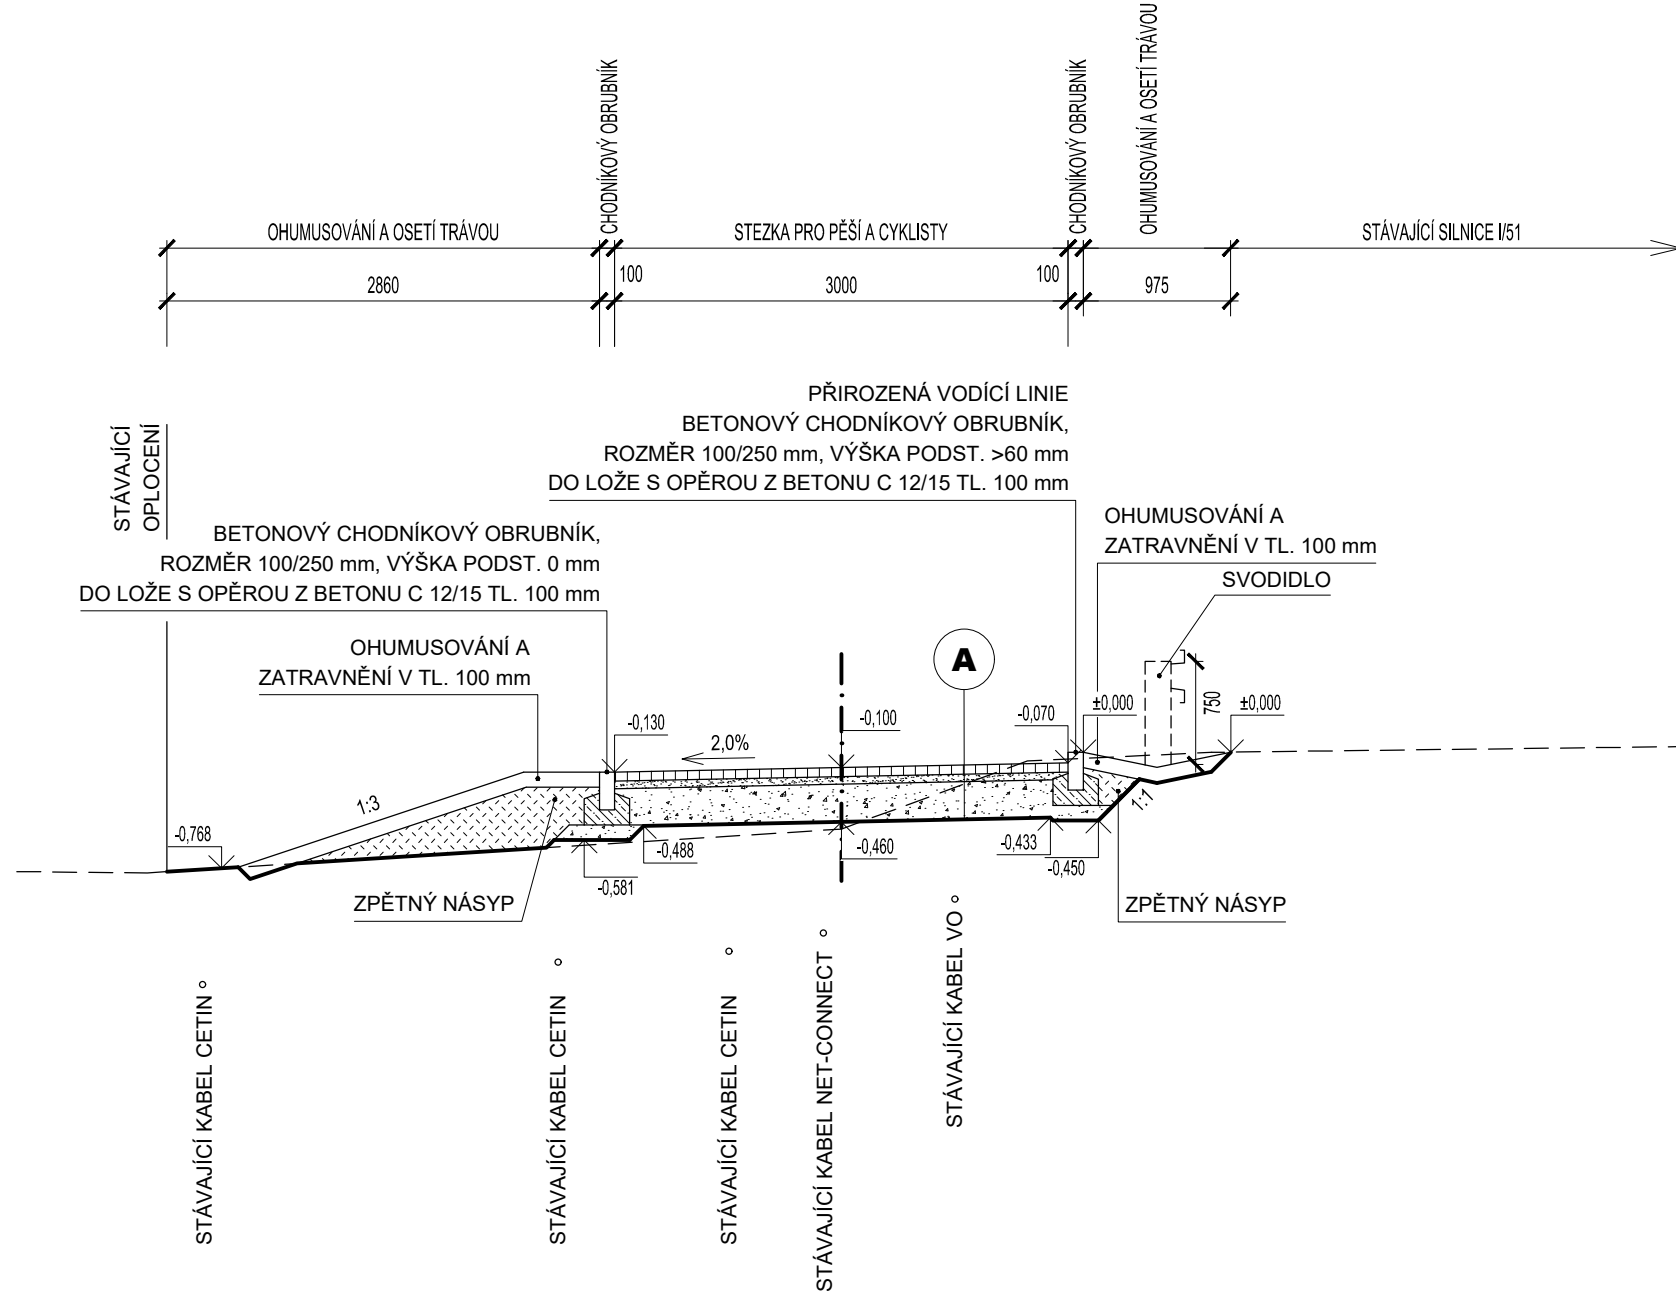 CHODNÍKOVÝ OBRUBNÍK
CHODNÍKOVÝ OBRUBNÍK
OHUMUSOVÁNÍ A OSETÍ TRÁVOU
OHUMUSOVÁNÍ A OSETÍ TRÁVOU
STEZKA PRO PĚŠÍ A CYKLISTY
STÁVAJÍCÍ SILNICE I/51
2860
100
3000
100
975
PŘIROZENÁ VODÍCÍ LINIE
BETONOVÝ CHODNÍKOVÝ OBRUBNÍK,
ROZMĚR 100/250 mm, VÝŠKA PODST. >60 mm
DO LOŽE S OPĚROU Z BETONU C 12/15 TL. 100 mm
STÁVAJÍCÍ
OPLOCENÍ
BETONOVÝ CHODNÍKOVÝ OBRUBNÍK,
ROZMĚR 100/250 mm, VÝŠKA PODST. 0 mm
DO LOŽE S OPĚROU Z BETONU C 12/15 TL. 100 mm
OHUMUSOVÁNÍ A
ZATRAVNĚNÍ V TL. 100 mm
SVODIDLO
OHUMUSOVÁNÍ A
ZATRAVNĚNÍ V TL. 100 mm
A
750
-0,130
2,0%
-0,100
-0,070
±0,000
±0,000
1:3
1:1
-0,768
-0,488
-0,460
-0,433
-0,450
-0,581
ZPĚTNÝ NÁSYP
ZPĚTNÝ NÁSYP
STÁVAJÍCÍ KABEL CETIN
STÁVAJÍCÍ KABEL CETIN
STÁVAJÍCÍ KABEL CETIN
STÁVAJÍCÍ KABEL NET-CONNECT
STÁVAJÍCÍ KABEL VO